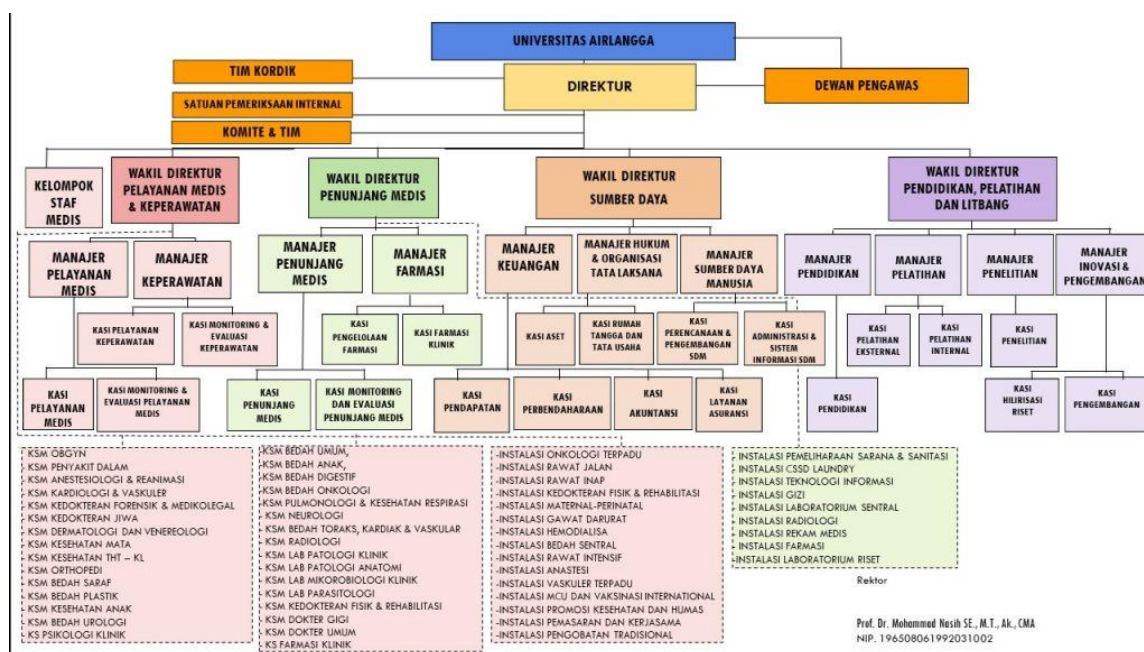 UNIVERSITAS AIRLANGGA
TIM KORDIK
DIREKTUR
DEWAN PENGAWAS
SATUAN PEMERIKSAAN INTERNAL
KOMITE & TIM
KELOMPOK
STAF
MEDIS
WAKIL DIREKTUR
PELAYANAN MEDIS
& KEPERAWATAN
WAKIL DIREKTUR
PENUNJANG MEDIS
WAKIL DIREKTUR
SUMBER DAYA
WAKIL DIREKTUR
PENDIDIKAN, PELATIHAN
DAN LITBANG
MANAJER
PELAYANAN
MEDIS
MANAJER
KEPERAWATAN
MANAJER
PENUNJANG
MEDIS
MANAJER
FARMASI
MANAJER
KEUANGAN
MANAJER HUKUM
& ORGANISASI
TATA LAKSANA
MANAJER
SUMBER DAYA
MANUSIA
MANAJER
PENDIDIKAN
MANAJER
PELATIHAN
MANAJER
PENELITIAN
MANAJER
INOVASI &
PENGEMBANGAN
KASI PELAYANAN
KEPERAWATAN
KASI MONITORING &
EVALUASI
KEPERAWATAN
KASI
PENGELOLAAN
FARMASI
KASI FARMASI
KLINIK
KASI ASET
KASI RUMAH
TANGGA DAN
TATA USAHA
KASI
PERENCANAAN &
PENGEMBANGAN
SDM
KASI
ADMINISTRASI &
SISTEM
INFORMASI SDM
KASI
PELATIHAN
EKSTERNAL
KASI
PELATIHAN
INTERNAL
KASI
PENELITIAN
KASI
PELAYANAN
MEDIS
KASI MONITORING &
EVALUASI PELAYANAN
MEDIS
KASI
PENUNJANG
MEDIS
KASI MONITORING
DAN EVALUASI
PENUNJANG MEDIS
KASI
PENDAPATAN
KASI
PERBENDAHARAAN
KASI
AKUNTANSI
KASI
LAYANAN
ASURANSI
KASI
PENDIDIKAN
KASI
HILIRISASI
RISET
KASI
PENGEMBANGAN
- KSM OBGYN
- KSM PENYAKIT DALAM
- KSM ANESTESIOLOGI & REANIMASI
- KSM KARDIOLOGI & VASKULER
- KSM KEDOKTERAN FORENSIK & MEDIKOLEGAL
- KSM KEDOKTERAN JIWA
- KSM DERMATOLOGI DAN VENEREOLOGI
- KSM KESEHATAN MATA
- KSM KESEHATAN THT – KL
- KSM ORTHOPEDI
- KSM BEDAH SARAF
- KSM BEDAH PLASTIK
- KSM KESEHATAN ANAK
- KSM BEDAH UROLOGI
- KS PSIKOLOGI KLINIK
-KSM BEDAH UMUM,
-KSM BEDAH ANAK,
-KSM BEDAH DIGESTIF
-KSM BEDAH ONKOLOGI
-KSM PULMONOLOGI & KESEHATAN RESPIRASI
- KSM NEUROLOGI
- KSM BEDAH TORAKS, KARDIAK & VASKULAR
- KSM RADIOLOGI
- KSM LAB PATOLOGI KLINIK
- KSM LAB PATOLOGI ANATOMI
- KSM LAB MIKOROBIOLOGI KLINIK
- KSM LAB PARASITOLOGI
- KSM KEDOKTERAN FISIK & REHABILITASI
- KSM DOKTER GIGI
- KSM DOKTER UMUM
- KS FARMASI KLINIK
-INSTALASI ONKOLOGI TERPADU
-INSTALASI RAWAT JALAN
-INSTALASI RAWAT INAP
-INSTALASI KEDOKTERAN FISIK & REHABILITASI
-INSTALASI MATERNAL-PERINATAL
-INSTALASI GAWAT DARURAT
-INSTALASI HEMODIALISA
-INSTALASI BEDAH SENTRAL
-INSTALASI RAWAT INTENSIF
-INSTALASI ANASTESI
-INSTALASI VASKULER TERPADU
-INSTALASI MCU DAN VAKSINASI INTERNATIONAL
-INSTALASI PROMOSI KESEHATAN DAN HUMAS
-INSTALASI PEMASARAN DAN KERJASAMA
-INSTALASI PENGOBATAN TRADISIONAL
- INSTALASI PEMELIHARAAN SARANA & SANITASI
- INSTALASI CSSD LAUNDRY
- INSTALASI TEKNOLOGI INFORMASI
- INSTALASI GIZI
- INSTALASI LABORATORIUM SENTRAL
- INSTALASI RADIOLOGI
- INSTALASI REKAM MEDIS
- INSTALASI FARMASI
-INSTALASI LABORATORIUM RISET
Rektor
Prof. Dr. Mohammad Nasih SE., M.T., Ak., CMA
NIP. 196508061992031002